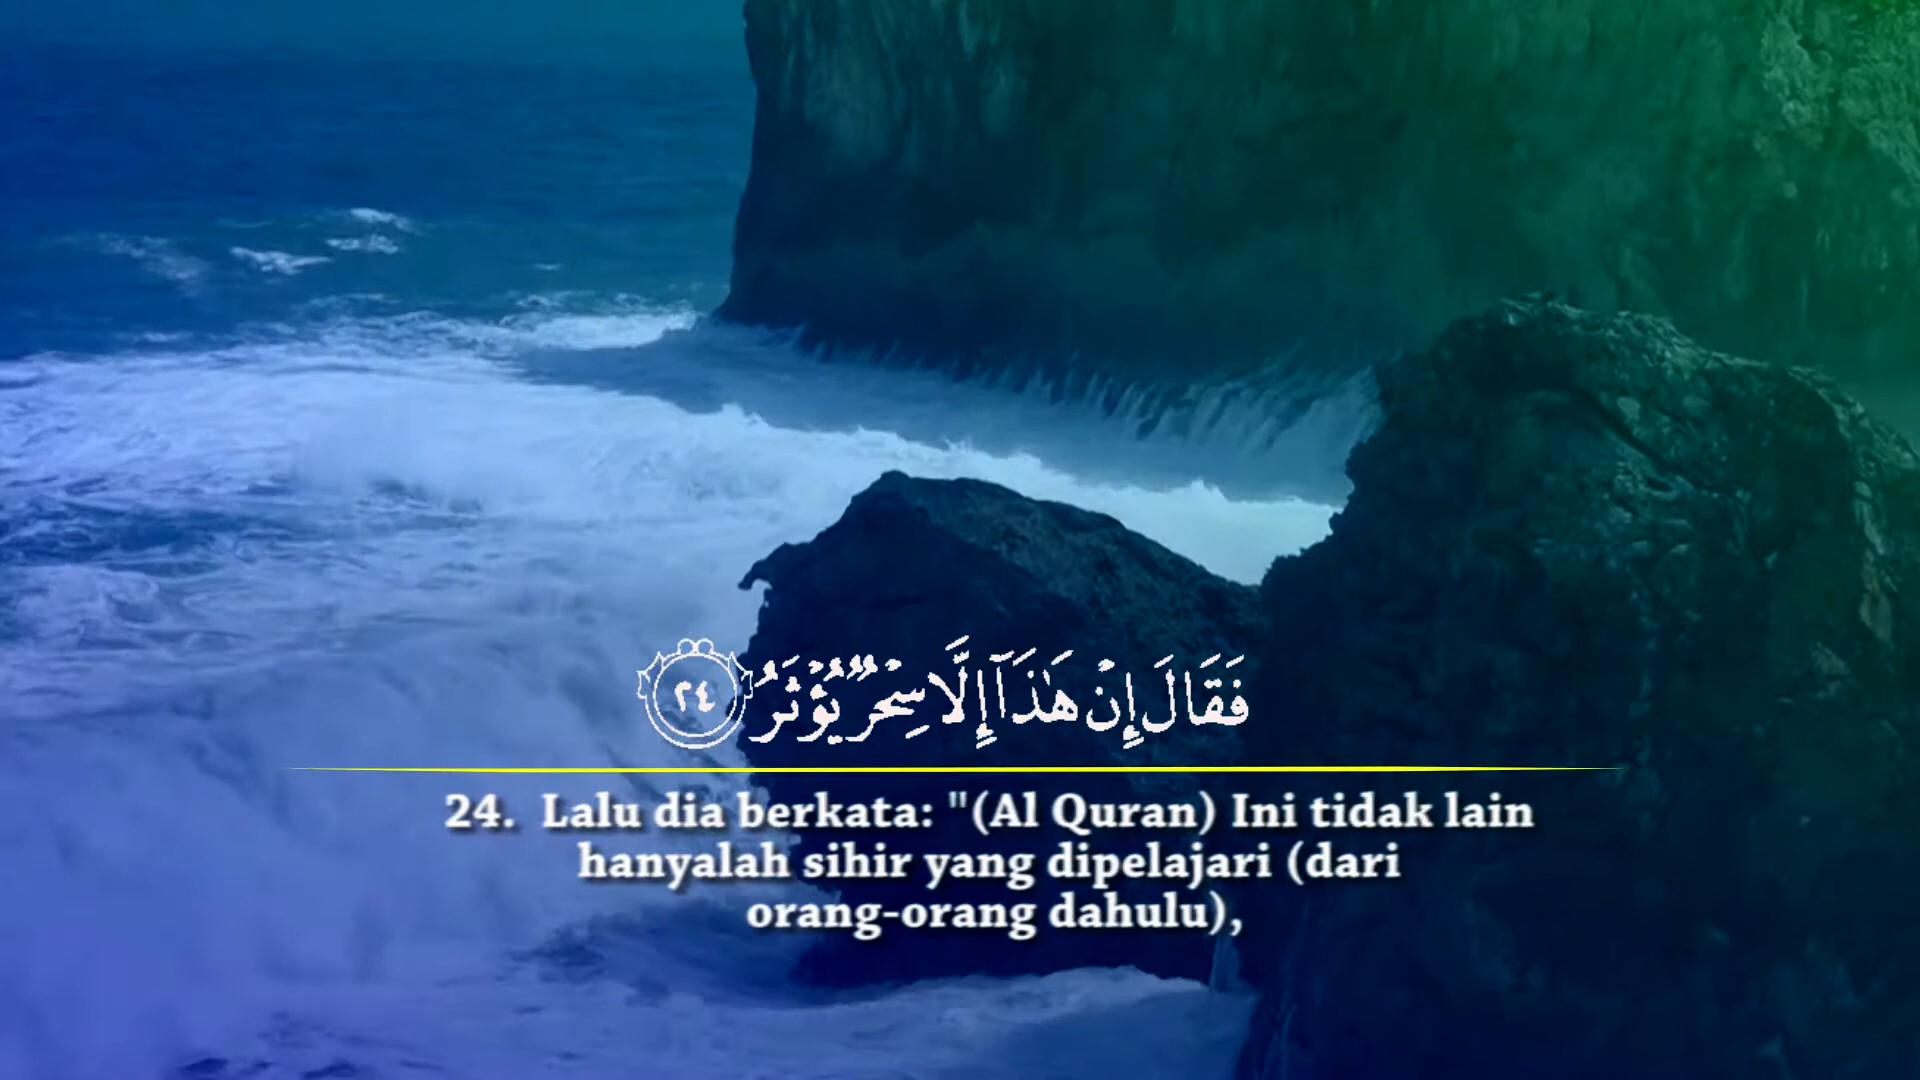 فَقَالَ إِنْ هَٰذَآ إِلَّا سِحْرٌ يُؤْثَرُ ٢٤
24. Lalu dia berkata: "(Al Quran) Ini tidak lain
hanyalah sihir yang dipelajari (dari
orang-orang dahulu),